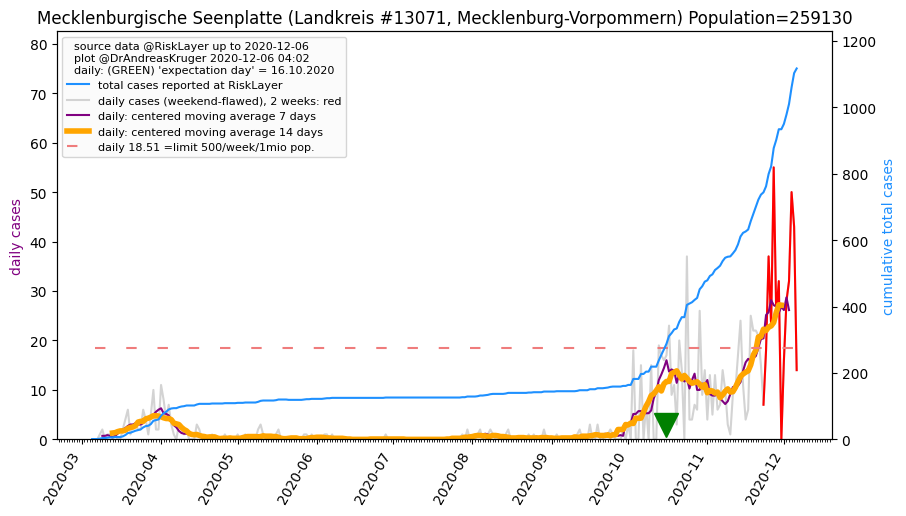 Mecklenburgische Seenplatte (Landkreis #13071, Mecklenburg-Vorpommern) Population=259130
source data @RiskLayer up to 2020-12-06
plot @DrAndreasKruger 2020-12-06 04:02
daily: (GREEN) 'expectation day' = 16.10.2020
total cases reported at RiskLayer
daily cases (weekend-flawed), 2 weeks: red
daily: centered moving average 7 days
daily: centered moving average 14 days
daily 18.51 =limit 500/week/1mio pop.
daily cases
80
70
60
50
40
30
20
10
0
cumulative total cases
1200
1000
800
600
400
200
0
2020-03
2020-04
2020-05
2020-06
2020-07
2020-08
2020-09
2020-10
2020-11
2020-12